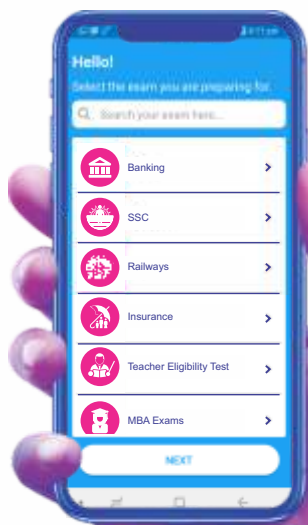 Hello!
Select the exam you are preparing for
Search your exam here...
Banking
SSC
Railways
Insurance
Teacher Eligibility Test
MBA Exams
NEXT